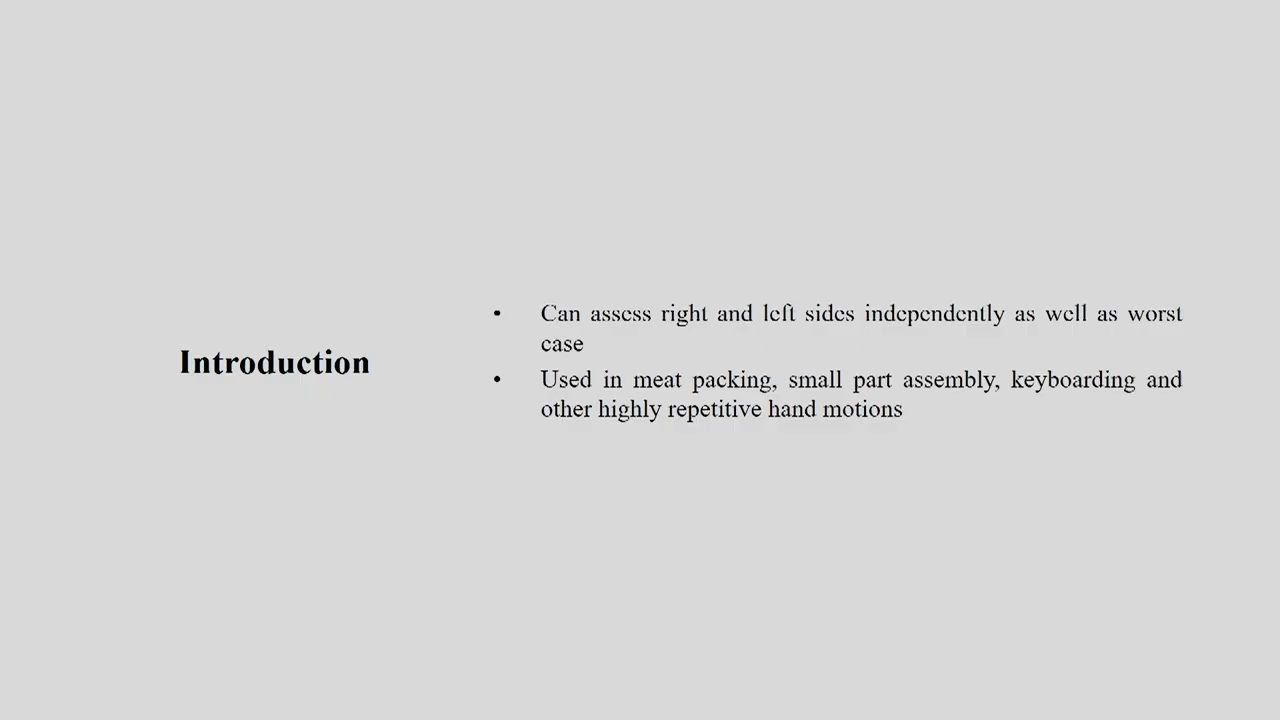 Introduction
• Can assess right and left sides independently as well as worst
case
• Used in meat packing, small part assembly, keyboarding and
other highly repetitive hand motions